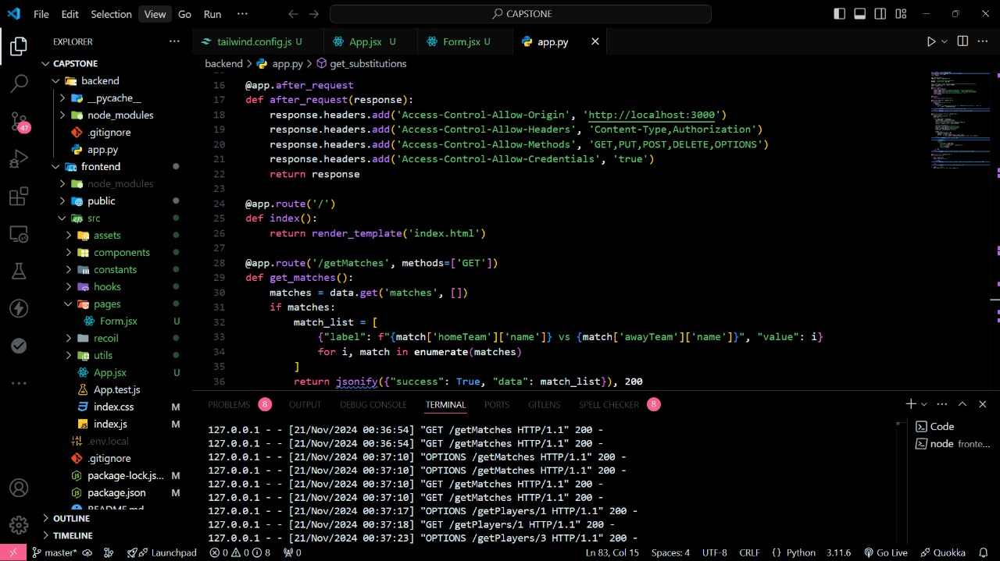 File Edit Selection View Go Run ··· CAPSTONE
EXPLORER ···
CAPSTONE
backend
__pycache__
node_modules
.gitignore
app.py
frontend
node_modules
public
src
assets
components
constants
hooks
pages
Form.jsx U
recoil
utils
App.jsx U
App.test.js
index.css M
index.js M
.env.local
.gitignore
package-lock.js... M
package.json M
README.md
OUTLINE
TIMELINE
47
tailwind.config.js U App.jsx U Form.jsx U app.py
backend > app.py > get_substitutions
16 @app.after_request
17 def after_request(response):
18 response.headers.add('Access-Control-Allow-Origin', 'http://localhost:3000')
19 response.headers.add('Access-Control-Allow-Headers', 'Content-Type,Authorization')
20 response.headers.add('Access-Control-Allow-Methods', 'GET,PUT,POST,DELETE,OPTIONS')
21 response.headers.add('Access-Control-Allow-Credentials', 'true')
22 return response
23
24 @app.route('/')
25 def index():
26 return render_template('index.html')
27
28 @app.route('/getMatches', methods=['GET'])
29 def get_matches():
30 matches = data.get('matches', [])
31 if matches:
32 match_list = [
33 {"label": f"{match['homeTeam']['name']} vs {match['awayTeam']['name']}", "value": i}
34 for i, match in enumerate(matches)
35 ]
36 return jsonify({"success": True, "data": match_list}), 200
PROBLEMS 8 OUTPUT DEBUG CONSOLE TERMINAL PORTS GITLENS SPELL CHECKER 8
127.0.0.1 - - [21/Nov/2024 00:36:54] "GET /getMatches HTTP/1.1" 200 -
127.0.0.1 - - [21/Nov/2024 00:36:54] "GET /getMatches HTTP/1.1" 200 -
127.0.0.1 - - [21/Nov/2024 00:37:10] "OPTIONS /getMatches HTTP/1.1" 200 -
127.0.0.1 - - [21/Nov/2024 00:37:10] "OPTIONS /getMatches HTTP/1.1" 200 -
127.0.0.1 - - [21/Nov/2024 00:37:10] "GET /getMatches HTTP/1.1" 200 -
127.0.0.1 - - [21/Nov/2024 00:37:10] "GET /getMatches HTTP/1.1" 200 -
127.0.0.1 - - [21/Nov/2024 00:37:17] "OPTIONS /getPlayers/1 HTTP/1.1" 200 -
127.0.0.1 - - [21/Nov/2024 00:37:18] "GET /getPlayers/1 HTTP/1.1" 200 -
127.0.0.1 - - [21/Nov/2024 00:37:23] "OPTIONS /getPlayers/3 HTTP/1.1" 200 -
Code
node fronte...
master* Launchpad 0 0 8 0 Ln 83, Col 15 Spaces: 4 UTF-8 CRLF {} Python 3.11.6 Go Live Quokka